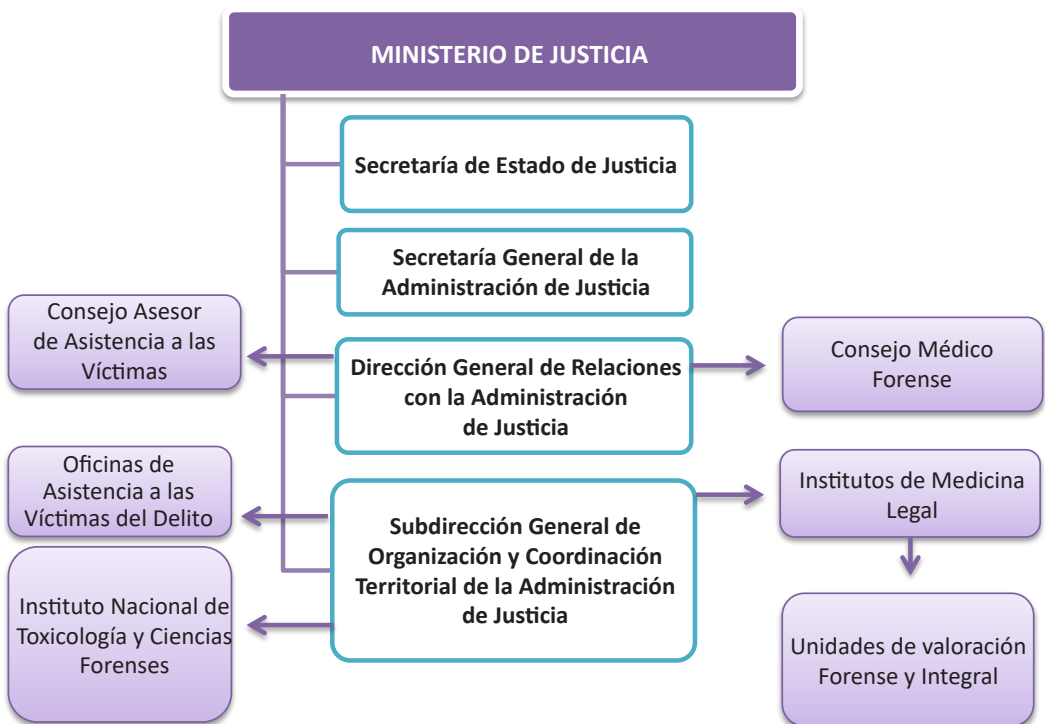 MINISTERIO DE JUSTICIA
Secretaría de Estado de Justicia
Secretaría General de la
Administración de Justicia
Consejo Asesor
de Asistencia a las
Víctimas
Dirección General de Relaciones
con la Administración
de Justicia
Consejo Médico
Forense
Oficinas de
Asistencia a las
Víctimas del Delito
Subdirección General de
Organización y Coordinación
Territorial de la Administración
de Justicia
Institutos de Medicina
Legal
Instituto Nacional de
Toxicología y Ciencias
Forenses
Unidades de valoración
Forense y Integral